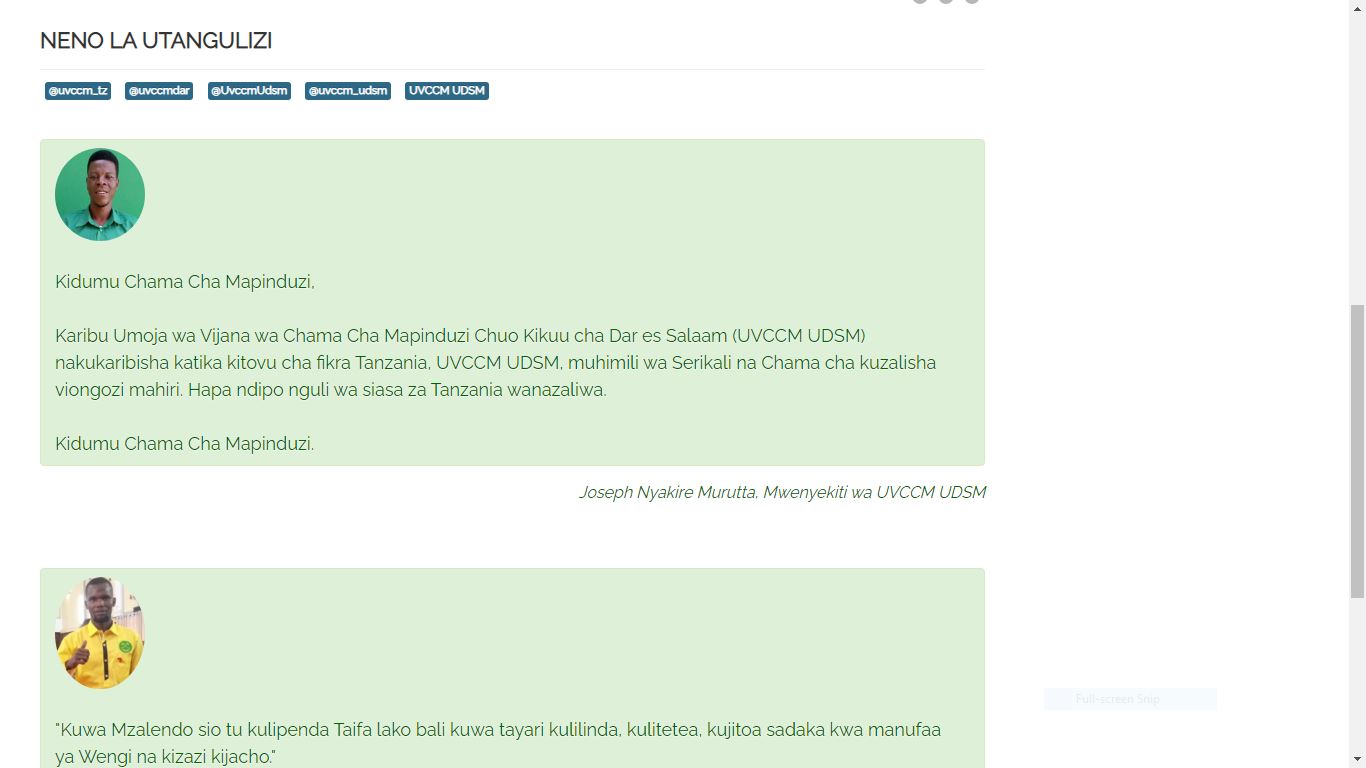 NENO LA UTANGULIZI
@uvccm_tz @uvccmdar @UvccmUdsm @uvccm_udsm UVCCM UDSM
Kidumu Chama Cha Mapinduzi,
Karibu Umoja wa Vijana wa Chama Cha Mapinduzi Chuo Kikuu cha Dar es Salaam (UVCCM UDSM)
nakukaribisha katika kitovu cha fikra Tanzania, UVCCM UDSM, muhimili wa Serikali na Chama cha kuzalisha
viongozi mahiri. Hapa ndipo nguli wa siasa za Tanzania wanazaliwa.
Kidumu Chama Cha Mapinduzi.
Joseph Nyakire Murutta, Mwenyekiti wa UVCCM UDSM
"Kuwa Mzalendo sio tu kulipenda Taifa lako bali kuwa tayari kulilinda, kulitetea, kujitoa sadaka kwa manufaa
ya Wengi na kizazi kijacho."
Full-screen Snip